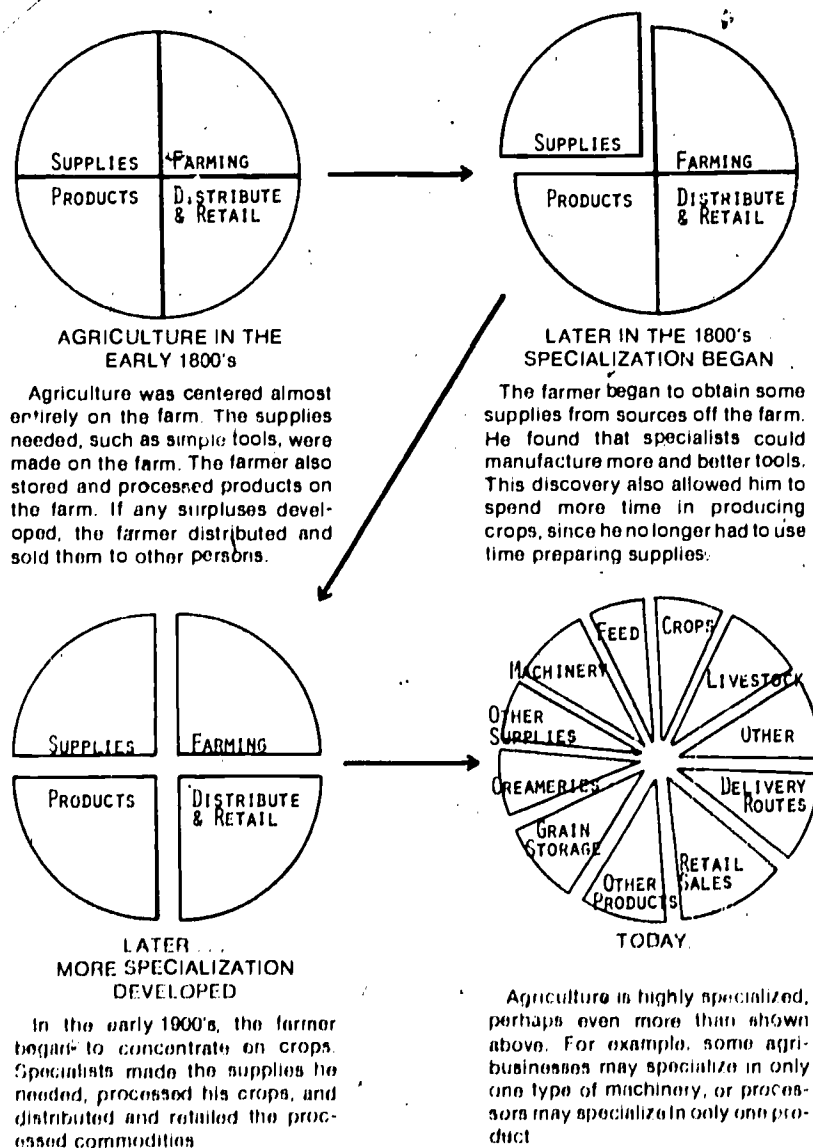 SUPPLIES
FARMING
PRODUCTS
DISTRIBUTE
& RETAIL
AGRICULTURE IN THE
EARLY 1800's
Agriculture was centered almost
entirely on the farm. The supplies
needed, such as simple tools, were
made on the farm. The farmer also
stored and processed products on
the farm. If any surpluses devel-
oped, the farmer distributed and
sold them to other persons.
SUPPLIES
FARMING
PRODUCTS
DISTRIBUTE
& RETAIL
LATER IN THE 1800's
SPECIALIZATION BEGAN
The farmer began to obtain some
supplies from sources off the farm.
He found that specialists could
manufacture more and better tools.
This discovery also allowed him to
spend more time in producing
crops, since he no longer had to use
time preparing supplies.
SUPPLIES
FARMING
PRODUCTS
DISTRIBUTE
& RETAIL
LATER ...
MORE SPECIALIZATION
DEVELOPED
In the early 1900's, the farmer
began to concentrate on crops.
Specialists made the supplies he
needed, processed his crops, and
distributed and retailed the proc-
essed commodities
FEED
CROPS
MACHINERY
LIVESTOCK
OTHER
SUPPLIES
OTHER
CREAMERIES
DELIVERY
ROUTES
GRAIN
STORAGE
OTHER
PRODUCTS
RETAIL
SALES
TODAY
Agriculture is highly specialized,
perhaps even more than shown
above. For example, some agri-
businesses may specialize in only
one type of machinery, or proces-
sors may specialize in only one pro-
duct